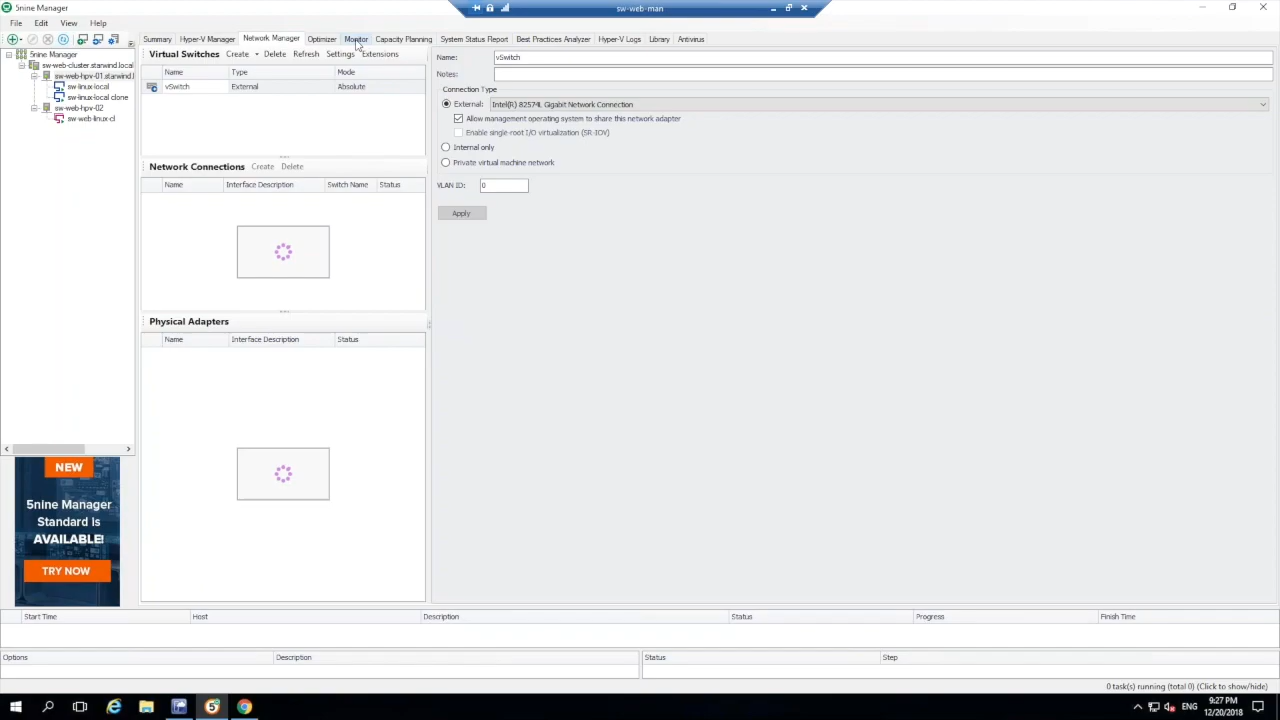 5nine Manager
sw-web-man
File Edit View Help
Summary Hyper-V Manager Network Manager Optimizer Monitor Capacity Planning System Status Report Best Practices Analyzer Hyper-V Logs Library Antivirus
5nine Manager
sw-web-cluster.starwind.local
sw-web-hpv-01.starwind.l
sw-linux-local
sw-linux-local clone
sw-web-hpv-02
sw-web-linux-cl
NEW
5nine Manager
Standard is
AVAILABLE!
TRY NOW
Virtual Switches Create Delete Refresh Settings Extensions
Name Type Mode
vSwitch External Absolute
Network Connections Create Delete
Name Interface Description Switch Name Status
Physical Adapters
Name Interface Description Status
Name: vSwitch
Notes:
Connection Type
External: Intel(R) 82574L Gigabit Network Connection
Allow management operating system to share this network adapter
Enable single-root I/O virtualization (SR-IOV)
Internal only
Private virtual machine network
VLAN ID: 0
Apply
Start Time Host Description Status Progress Finish Time
Options Description Status Step
0 task(s) running (total 0) (Click to show/hide)
ENG
9:27 PM
12/20/2018